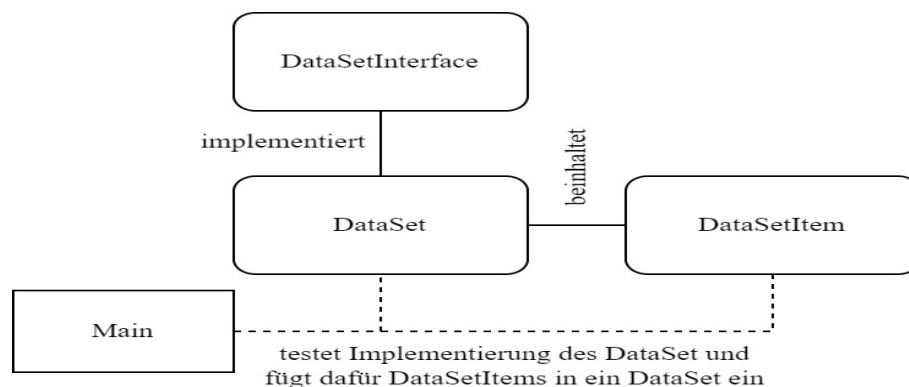 DataSetInterface
implementiert
beinhaltet
DataSet
DataSetItem
Main
testet Implementierung des DataSet und
fügt dafür DataSetItems in ein DataSet ein